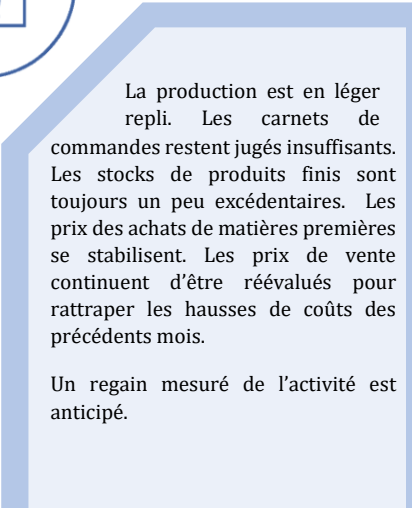 La production est en léger
repli. Les carnets de
commandes restent jugés insuffisants.
Les stocks de produits finis sont
toujours un peu excédentaires. Les
prix des achats de matières premières
se stabilisent. Les prix de vente
continuent d’être réévalués pour
rattraper les hausses de coûts des
précédents mois.
Un regain mesuré de l’activité est
anticipé.